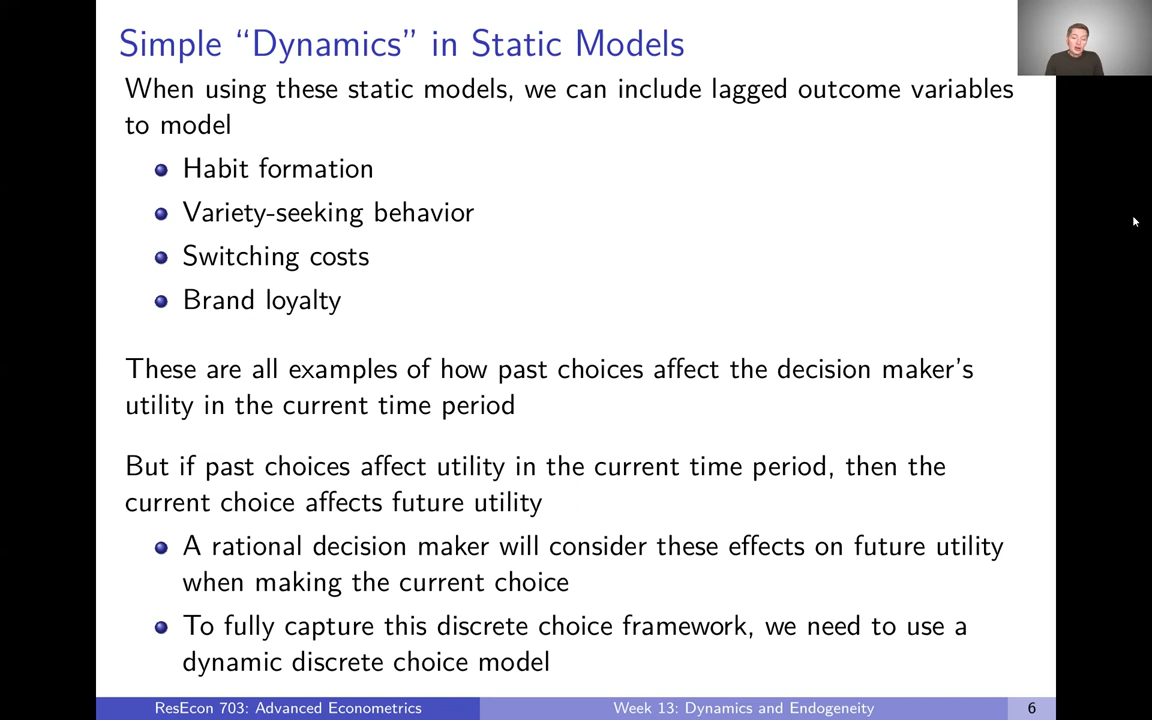 Simple “Dynamics” in Static Models
When using these static models, we can include lagged outcome variables
to model
Habit formation
Variety-seeking behavior
Switching costs
Brand loyalty
These are all examples of how past choices affect the decision maker’s
utility in the current time period
But if past choices affect utility in the current time period, then the
current choice affects future utility
A rational decision maker will consider these effects on future utility
when making the current choice
To fully capture this discrete choice framework, we need to use a
dynamic discrete choice model
ResEcon 703: Advanced Econometrics
Week 13: Dynamics and Endogeneity
6